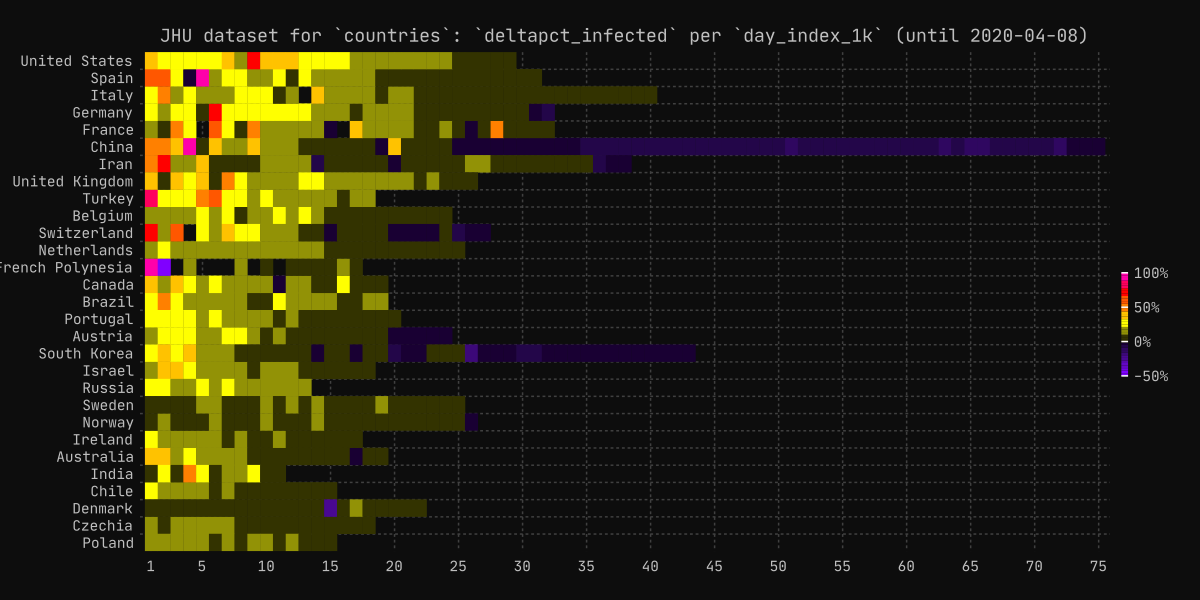 JHU dataset for `countries`: `deltapct_infected` per `day_index_1k` (until 2020-04-08)
United States
Spain
Italy
Germany
France
China
Iran
United Kingdom
Turkey
Belgium
Switzerland
Netherlands
French Polynesia
Canada
Brazil
Portugal
Austria
South Korea
Israel
Russia
Sweden
Norway
Ireland
Australia
India
Chile
Denmark
Czechia
Poland
1 5 10 15 20 25 30 35 40 45 50 55 60 65 70 75
100%
50%
0%
-50%